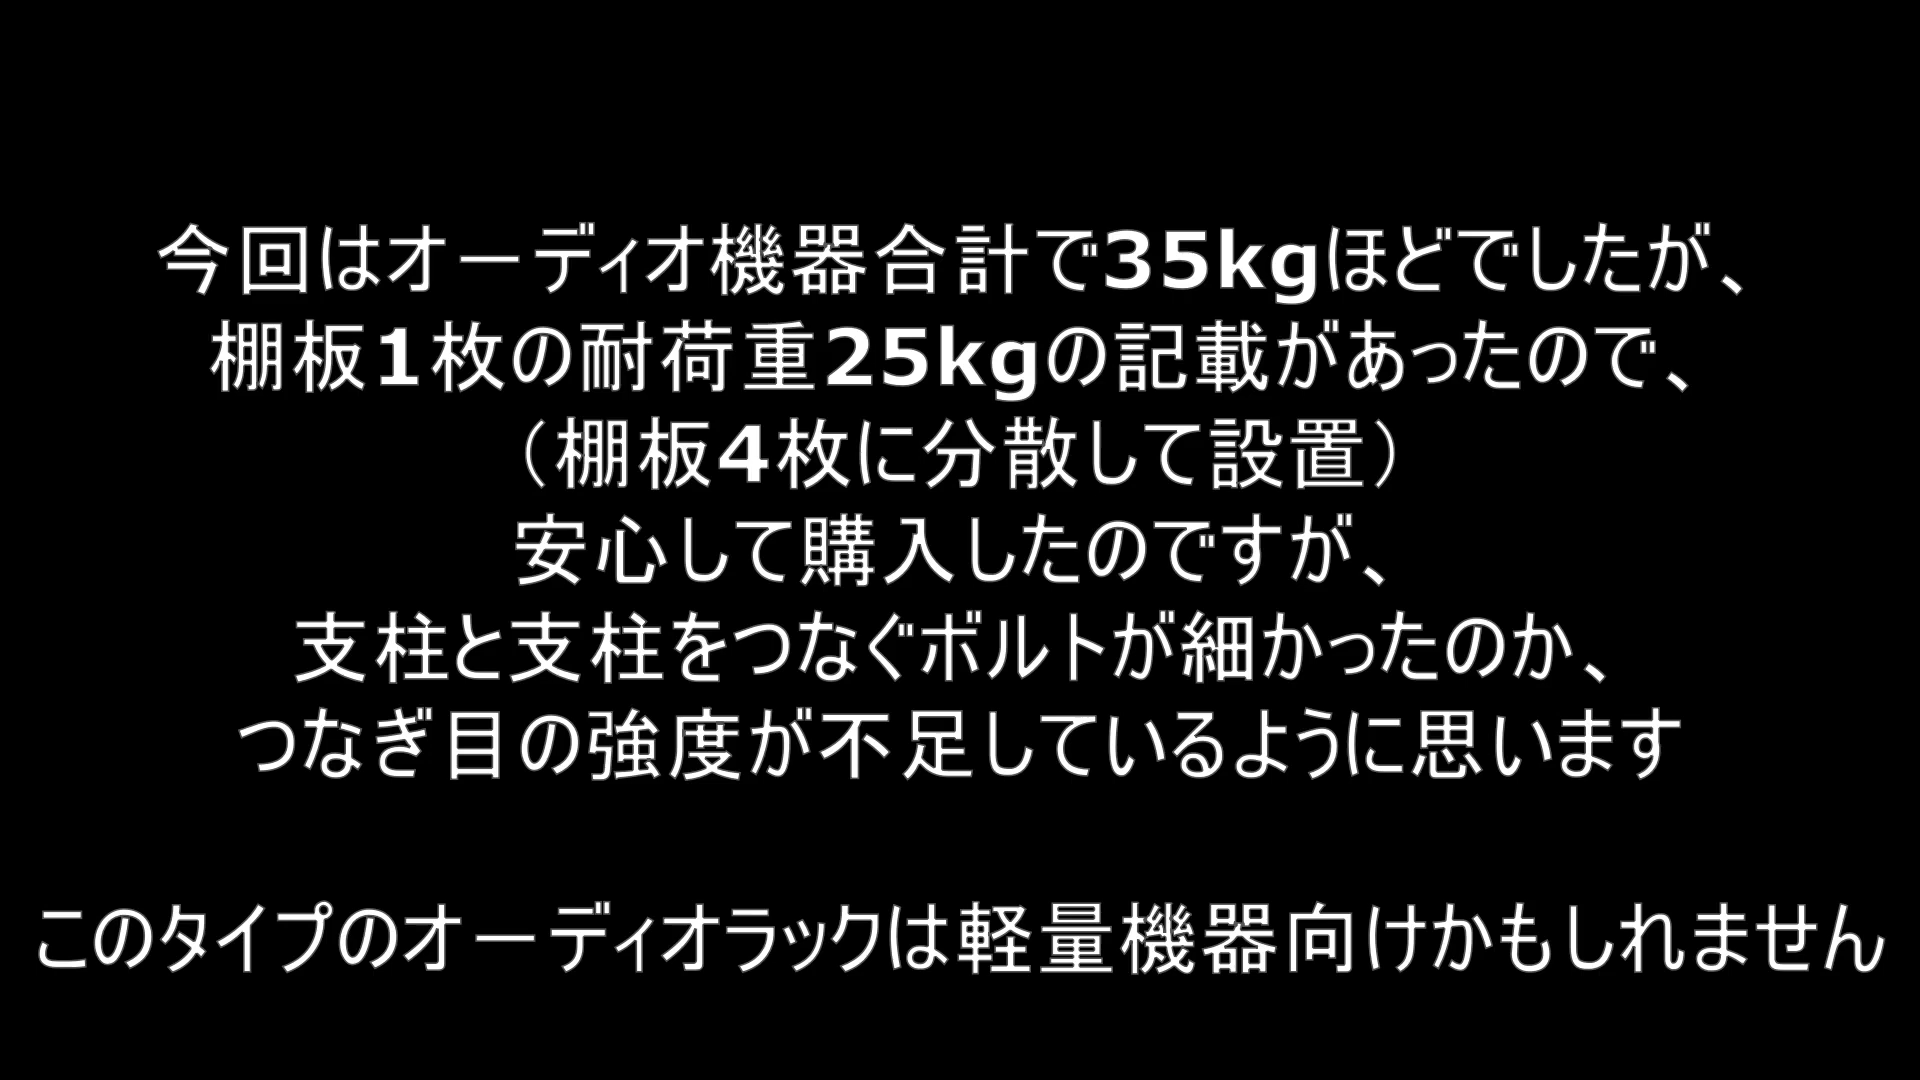 今回はオーディオ機器合計で35kgほどでしたが、
棚板1枚の耐荷重25kgの記載があったので、
（棚板4枚に分散して設置）
安心して購入したのですが、
支柱と支柱をつなぐボルトが細かったのか、
つなぎ目の強度が不足しているように思います
このタイプのオーディオラックは軽量機器向けかもしれません